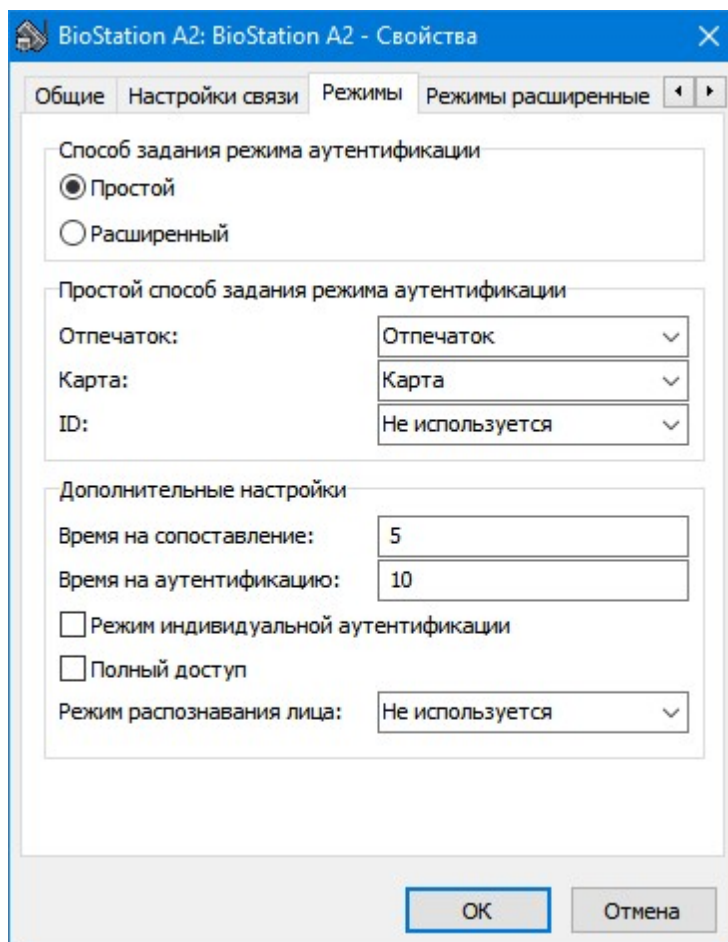 BioStation A2: BioStation A2 - Свойства
Общие Настройки связи Режимы Режимы расширенные
Способ задания режима аутентификации
Простой
Расширенный
Простой способ задания режима аутентификации
Отпечаток: Отпечаток
Карта: Карта
ID: Не используется
Дополнительные настройки
Время на сопоставление: 5
Время на аутентификацию: 10
Режим индивидуальной аутентификации
Полный доступ
Режим распознавания лица: Не используется
OK Отмена